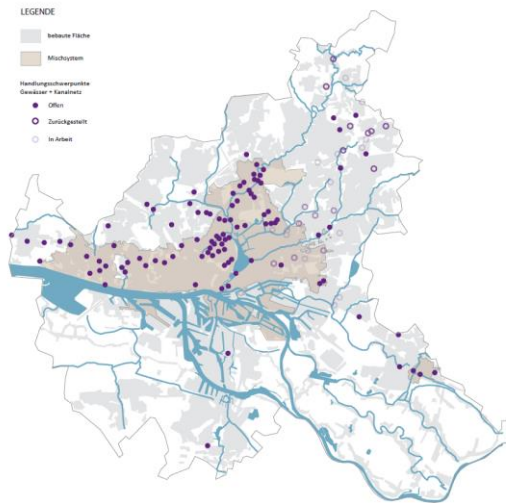 LEGENDE
bebaute Fläche
Mischsystem
Handlungsschwerpunkte
Gewässer + Kanalnetz
Offen
Zurückgestellt
in Arbeit